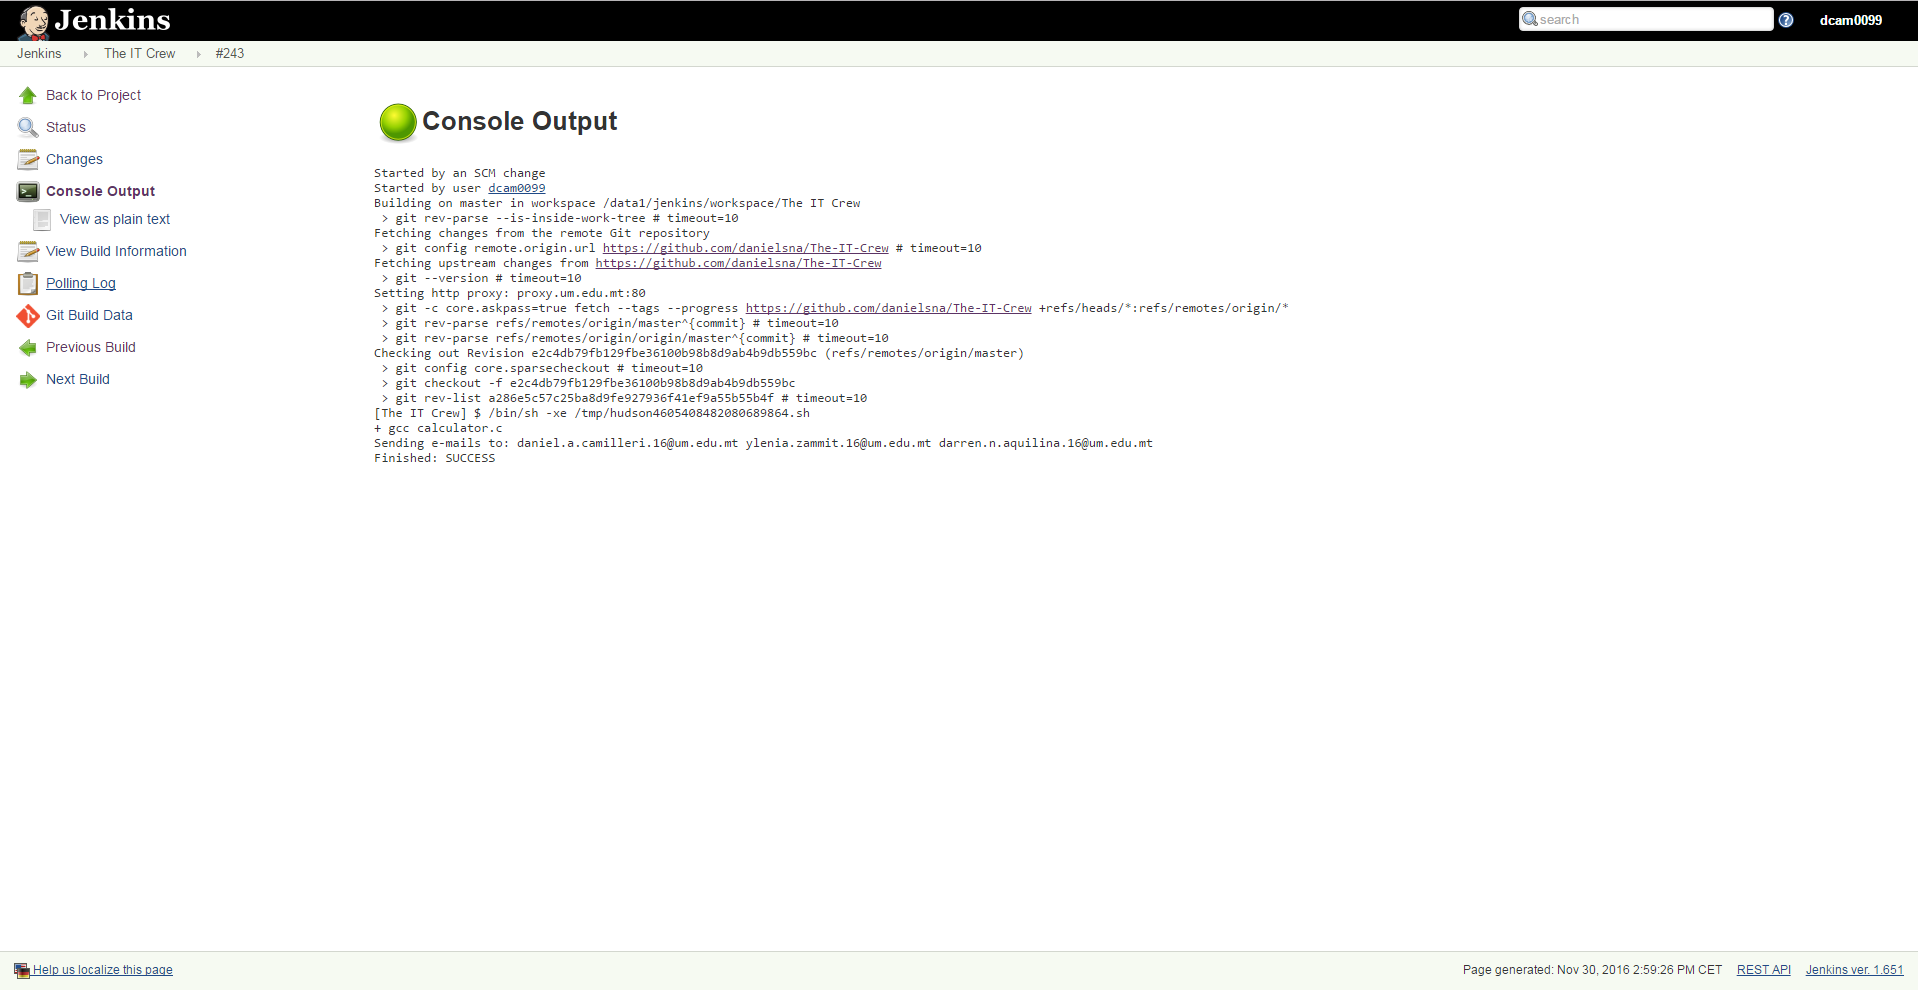 Jenkins
search
dcam0099
Jenkins
The IT Crew
#243
Back to Project
Status
Changes
Console Output
View as plain text
View Build Information
Polling Log
Git Build Data
Previous Build
Next Build
Console Output
Started by an SCM change
Started by user dcam0099
Building on master in workspace /data1/jenkins/workspace/The IT Crew
 > git rev-parse --is-inside-work-tree # timeout=10
Fetching changes from the remote Git repository
 > git config remote.origin.url https://github.com/danielsna/The-IT-Crew # timeout=10
Fetching upstream changes from https://github.com/danielsna/The-IT-Crew
 > git --version # timeout=10
Setting http proxy: proxy.um.edu.mt:80
 > git -c core.askpass=true fetch --tags --progress https://github.com/danielsna/The-IT-Crew +refs/heads/*:refs/remotes/origin/*
 > git rev-parse refs/remotes/origin/master^{commit} # timeout=10
 > git rev-parse refs/remotes/origin/origin/master^{commit} # timeout=10
Checking out Revision e2c4db79fb129fbe36100b98b8d9ab4b9db559bc (refs/remotes/origin/master)
 > git config core.sparsecheckout # timeout=10
 > git checkout -f e2c4db79fb129fbe36100b98b8d9ab4b9db559bc
 > git rev-list a286e5c57c25ba8d9fe927936f41ef9a55b55b4f # timeout=10
[The IT Crew] $ /bin/sh -xe /tmp/hudson4605408482080689864.sh
+ gcc calculator.c
Sending e-mails to: daniel.a.camilleri.16@um.edu.mt ylenia.zammit.16@um.edu.mt darren.n.aquilina.16@um.edu.mt
Finished: SUCCESS
Help us localize this page
Page generated: Nov 30, 2016 2:59:26 PM CET
REST API
Jenkins ver. 1.651